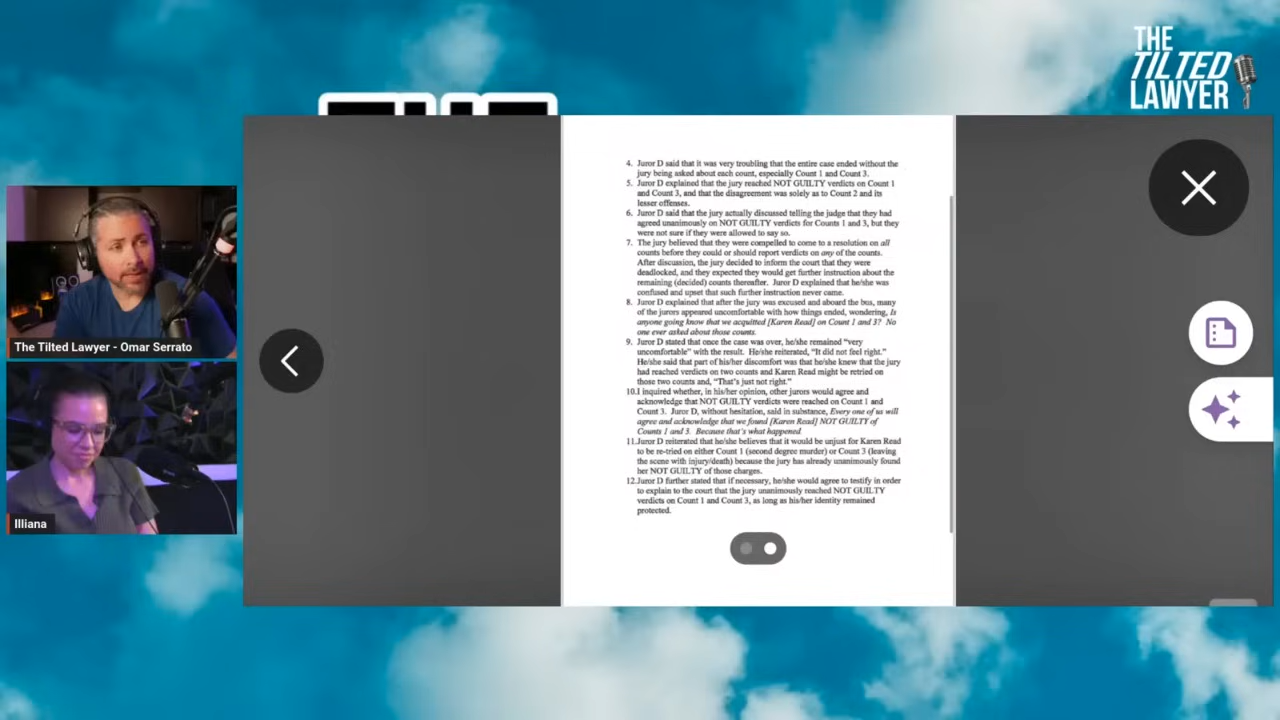 THE
TILTED
LAWYER
4. Juror D said that it was very troubling that the entire case ended without the
jury being asked about each count, especially Count 1 and Count 3.
5. Juror D explained that the jury reached NOT GUILTY verdicts on Count 1
and Count 3, and that the disagreement was solely as to Count 2 and its
lesser offenses.
6. Juror D said that the jury actually discussed telling the judge that they had
agreed unanimously on NOT GUILTY verdicts for Counts 1 and 3, but they
were not sure if they were allowed to say so.
7. The jury believed that they were compelled to come to a resolution on all
counts before they could or should report verdicts on any of the counts.
After discussion, the jury decided to inform the court that they were
deadlocked, and they expected they would get further instruction about the
remaining (decided) counts thereafter. Juror D explained that he/she was
confused and upset that such further instruction never came.
8. Juror D explained that after the jury was excused and aboard the bus, many
of the jurors appeared uncomfortable with how things ended, wondering, Is
anyone going know that we acquitted [Karen Read] on Count 1 and 3? No
one ever asked about those counts.
9. Juror D stated that once the case was over, he/she remained "very
uncomfortable" with the result. He/she reiterated, "It did not feel right."
He/she said that part of his/her discomfort was that he/she knew that the jury
had reached verdicts on two counts and Karen Read might be retried on
those two counts and, "That's just not right."
10.I inquired whether, in his/her opinion, other jurors would agree and
acknowledge that NOT GUILTY verdicts were reached on Count 1 and
Count 3. Juror D, without hesitation, said in substance, Every one of us will
agree and acknowledge that we found [Karen Read] NOT GUILTY of
Counts 1 and 3. Because that's what happened.
11.Juror D reiterated that he/she believes that it would be unjust for Karen Read
to be re-tried on either Count 1 (second degree murder) or Count 3 (leaving
the scene with injury/death) because the jury has already unanimously found
her NOT GUILTY of those charges.
12.Juror D further stated that if necessary, he/she would agree to testify in order
to explain to the court that the jury unanimously reached NOT GUILTY
verdicts on Count 1 and Count 3, as long as his/her identity remained
protected.
The Tilted Lawyer - Omar Serrato
Illiana